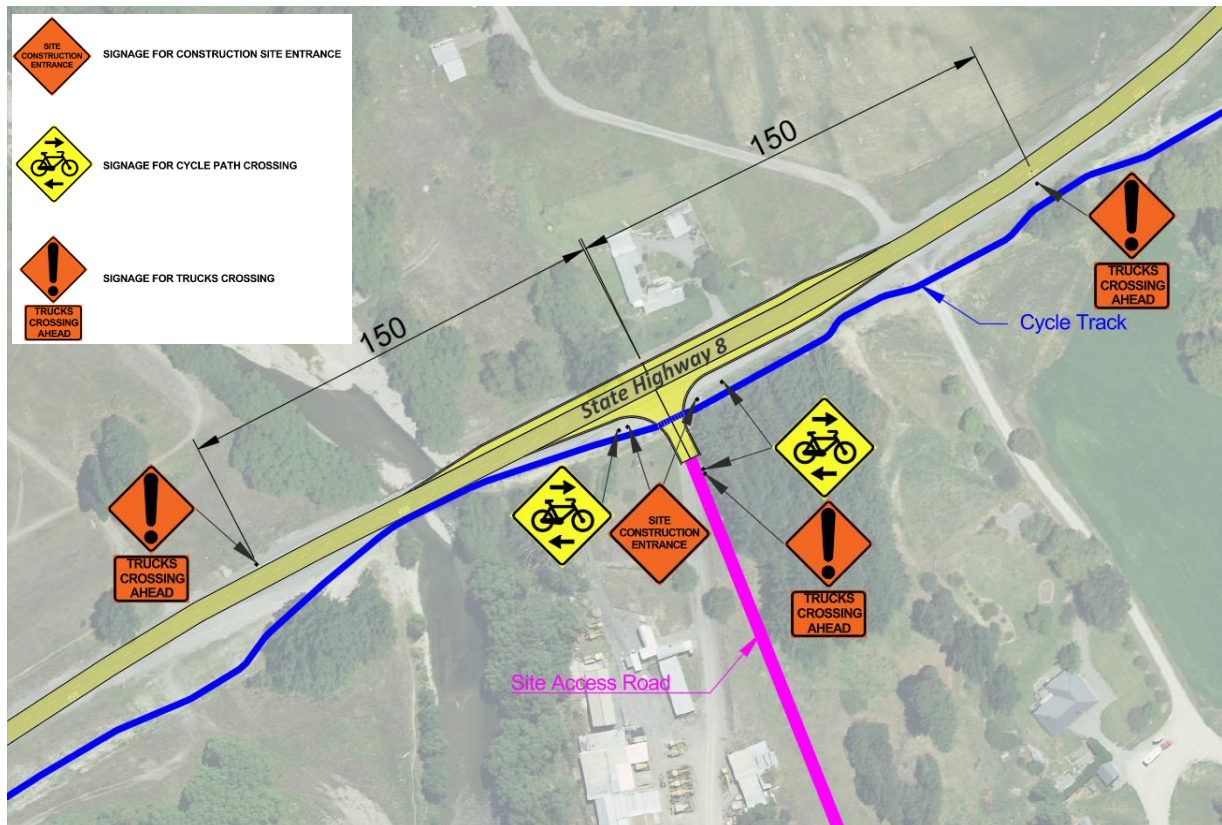 SITE
CONSTRUCTION
ENTRANCE
SIGNAGE FOR CONSTRUCTION SITE ENTRANCE
SIGNAGE FOR CYCLE PATH CROSSING
SIGNAGE FOR TRUCKS CROSSING
TRUCKS
CROSSING
AHEAD
150
150
TRUCKS
CROSSING
AHEAD
Cycle Track
State Highway 8
TRUCKS
CROSSING
AHEAD
SITE
CONSTRUCTION
ENTRANCE
TRUCKS
CROSSING
AHEAD
Site Access Road